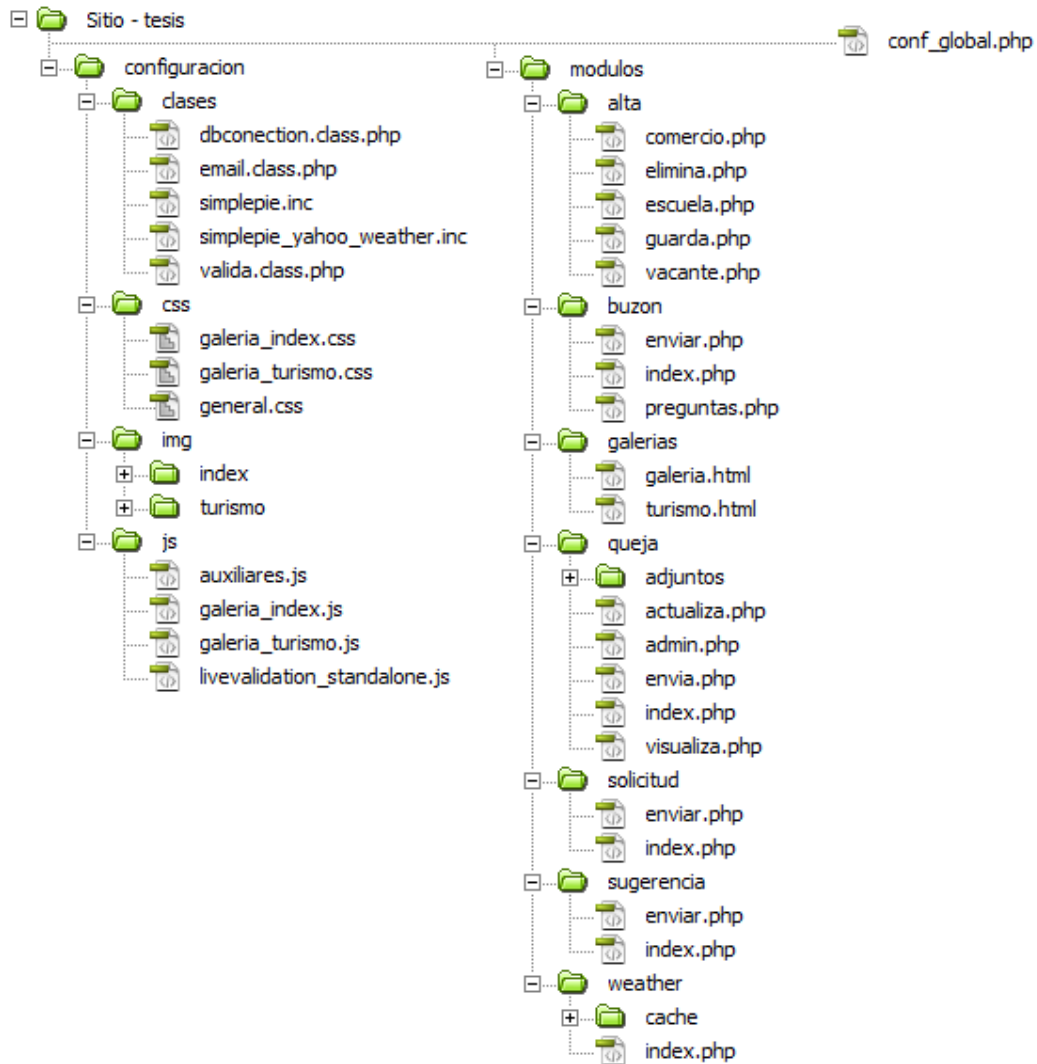 Sitio - tesis
conf_global.php
configuracion
clases
dbconection.class.php
email.class.php
simplepie.inc
simplepie_yahoo_weather.inc
valida.class.php
css
galeria_index.css
galeria_turismo.css
general.css
img
index
turismo
js
auxiliares.js
galeria_index.js
galeria_turismo.js
livevalidation_standalone.js
modulos
alta
comercio.php
elimina.php
escuela.php
guarda.php
vacante.php
buzon
enviar.php
index.php
preguntas.php
galerias
galeria.html
turismo.html
queja
adjuntos
actualiza.php
admin.php
envia.php
index.php
visualiza.php
solicitud
enviar.php
index.php
sugerencia
enviar.php
index.php
weather
cache
index.php